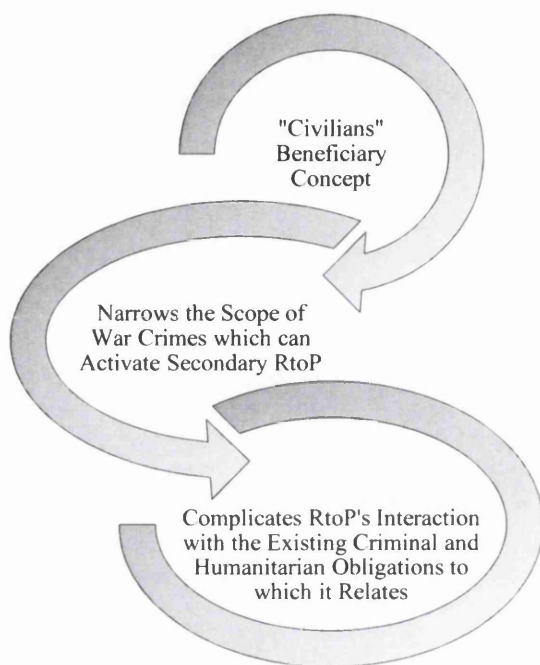 "Civilians"
Beneficiary
Concept
Narrows the Scope of
War Crimes which can
Activate Secondary RtoP
Complicates RtoP's Interaction
with the Existing Criminal and
Humanitarian Obligations to
which it Relates